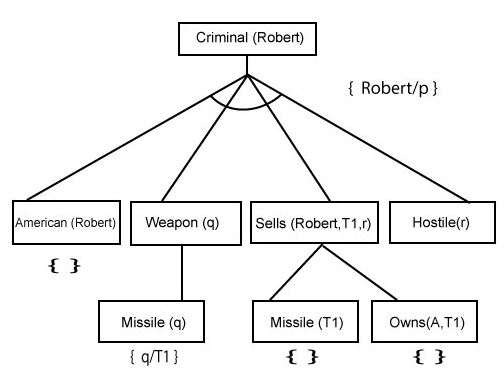 Criminal (Robert)
{ Robert/p }
American (Robert)
Weapon (q)
Sells (Robert,T1,r)
Hostile(r)
{ }
Missile (q)
Missile (T1)
Owns(A,T1)
{ q/T1 }
{ }
{ }